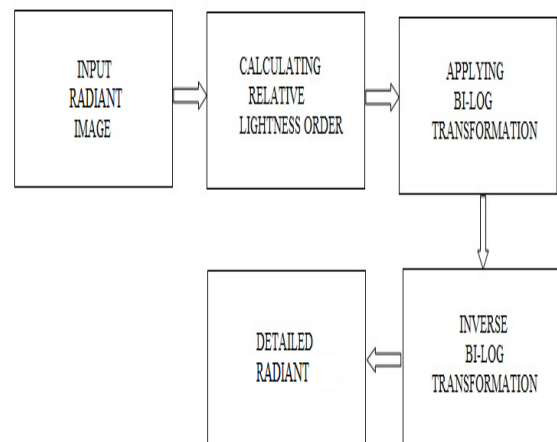 INPUT
RADIANT
IMAGE
CALCULATING
RELATIVE
LIGHTNESS ORDER
APPLYING
BI-LOG
TRANSFORMATION
INVERSE
BI-LOG
TRANSFORMATION
DETAILED
RADIANT